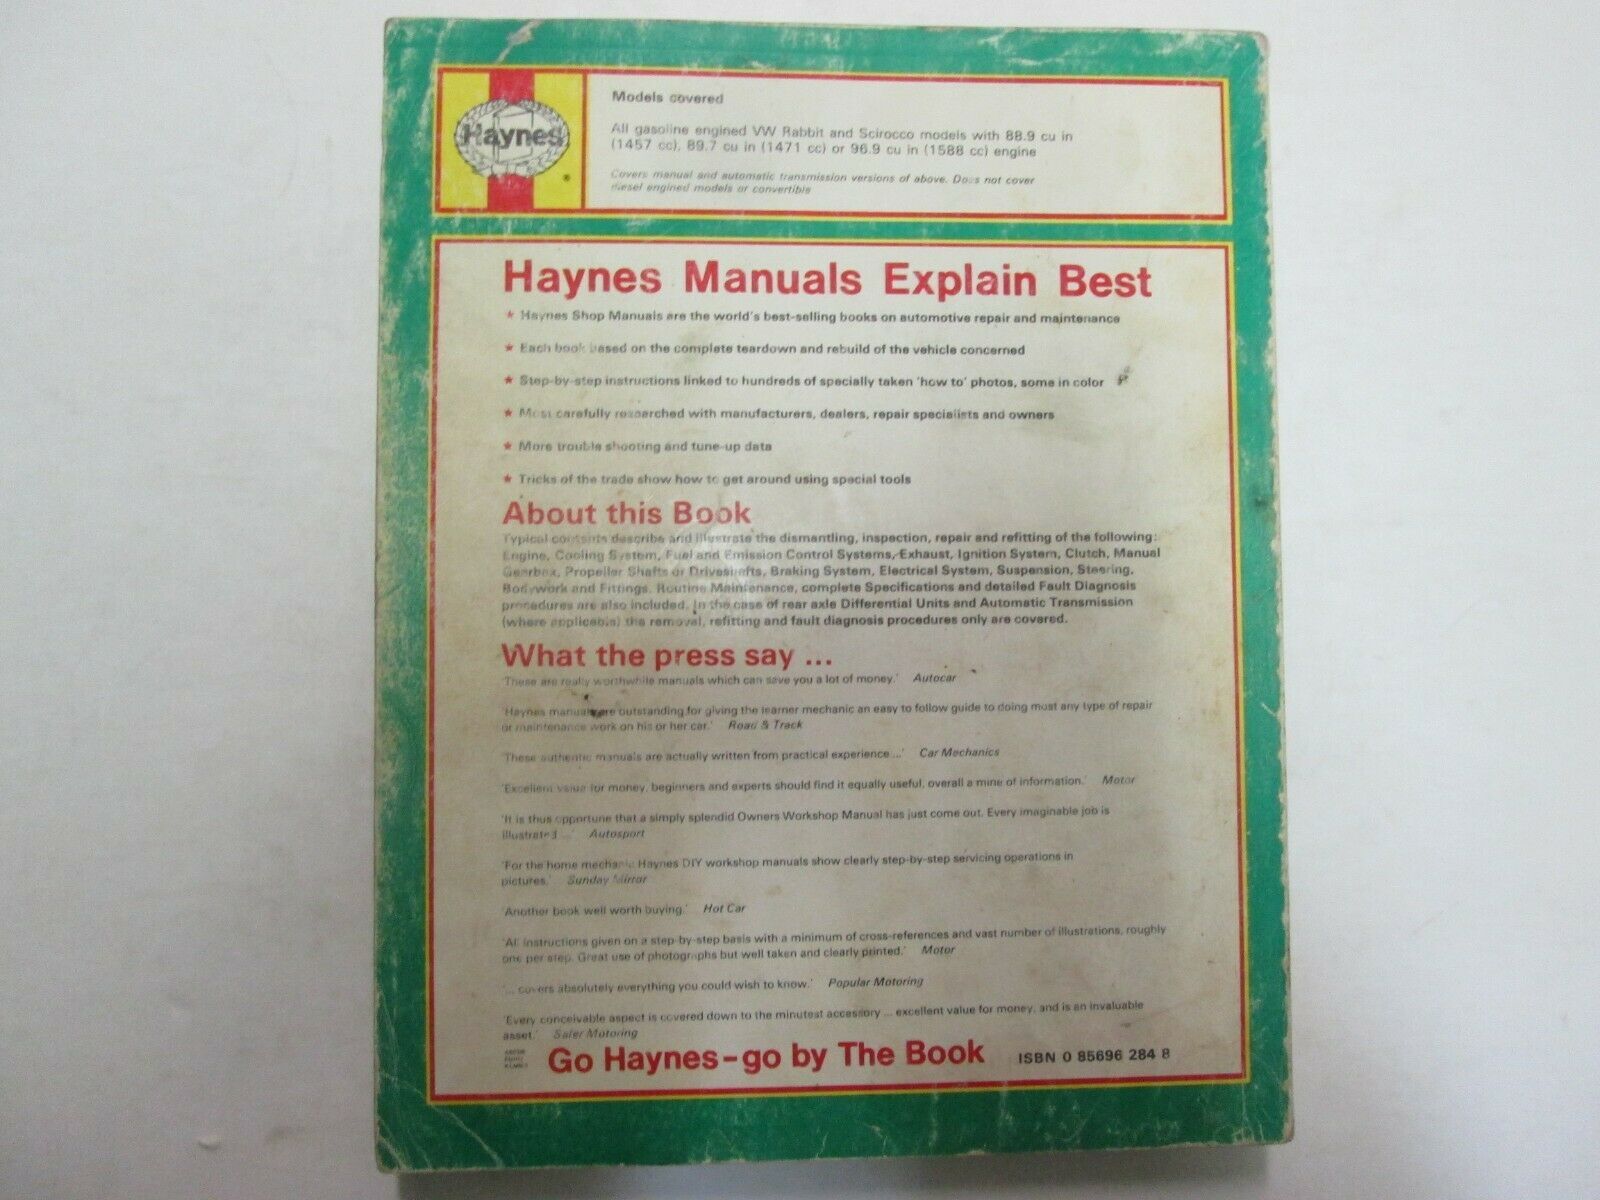 Haynes
®
Models covered
All gasoline engined VW Rabbit and Scirocco models with 88.9 cu in
(1457 cc), 89.7 cu in (1471 cc) or 96.9 cu in (1588 cc) engine
Covers manual and automatic transmission versions of above. Does not cover
diesel engined models or convertible
Haynes Manuals Explain Best
★ Haynes Shop Manuals are the world's best-selling books on automotive repair and maintenance
★ Each book based on the complete teardown and rebuild of the vehicle concerned
★ Step-by-step instructions linked to hundreds of specially taken 'how to' photos, some in color
★ Most carefully researched with manufacturers, dealers, repair specialists and owners
★ More trouble shooting and tune-up data
★ Tricks of the trade show how to get around using special tools
About this Book
Typical contents describe and illustrate the dismantling, inspection, repair and refitting of the following:
Engine, Cooling System, Fuel and Emission Control Systems, Exhaust, Ignition System, Clutch, Manual
Gearbox, Propeller Shafts or Driveshafts, Braking System, Electrical System, Suspension, Steering,
Bodywork and Fittings. Routine Maintenance, complete Specifications and detailed Fault Diagnosis
procedures are also included. In the case of rear axle Differential Units and Automatic Transmission
(where applicable) the removal, refitting and fault diagnosis procedures only are covered.
What the press say ...
'These are really worthwhile manuals which can save you a lot of money.' Autocar
'Haynes manuals are outstanding for giving the learner mechanic an easy to follow guide to doing most any type of repair
or maintenance work on his or her car.' Road & Track
'These authentic manuals are actually written from practical experience ...' Car Mechanics
'Excellent value for money, beginners and experts should find it equally useful, overall a mine of information.' Motor
'It is thus opportune that a simply splendid Owners Workshop Manual has just come out. Every imaginable job is
illustrated ...' Autosport
'For the home mechanic Haynes DIY workshop manuals show clearly step-by-step servicing operations in
pictures.' Sunday Mirror
'Another book well worth buying.' Hot Car
'All instructions given on a step-by-step basis with a minimum of cross-references and vast number of illustrations, roughly
one per step. Great use of photographs but well taken and clearly printed.' Motor
'... covers absolutely everything you could wish to know.' Popular Motoring
'Every conceivable aspect is covered down to the minutest accessory ... excellent value for money, and is an invaluable
asset.' Safer Motoring
Go Haynes – go by The Book
ISBN 0 85696 284 8